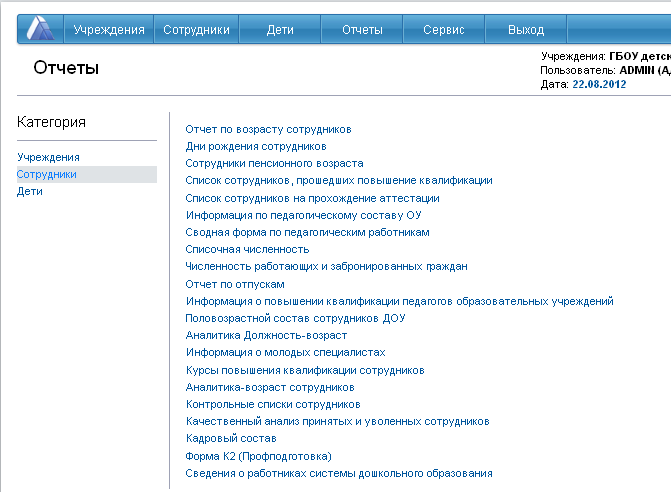 Учреждения Сотрудники Дети Отчеты Сервис Выход
Отчеты
Учреждения: ГБОУ детск
Пользователь: ADMIN (А
Дата: 22.08.2012
Категория
Учреждения
Сотрудники
Дети
Отчет по возрасту сотрудников
Дни рождения сотрудников
Сотрудники пенсионного возраста
Список сотрудников, прошедших повышение квалификации
Список сотрудников на прохождение аттестации
Информация по педагогическому составу ОУ
Сводная форма по педагогическим работникам
Списочная численность
Численность работающих и забронированных граждан
Отчет по отпускам
Информация о повышении квалификации педагогов образовательных учреждений
Половозрастной состав сотрудников ДОУ
Аналитика Должность-возраст
Информация о молодых специалистах
Курсы повышения квалификации сотрудников
Аналитика-возраст сотрудников
Контрольные списки сотрудников
Качественный анализ принятых и уволенных сотрудников
Кадровый состав
Форма К2 (Профподготовка)
Сведения о работниках системы дошкольного образования